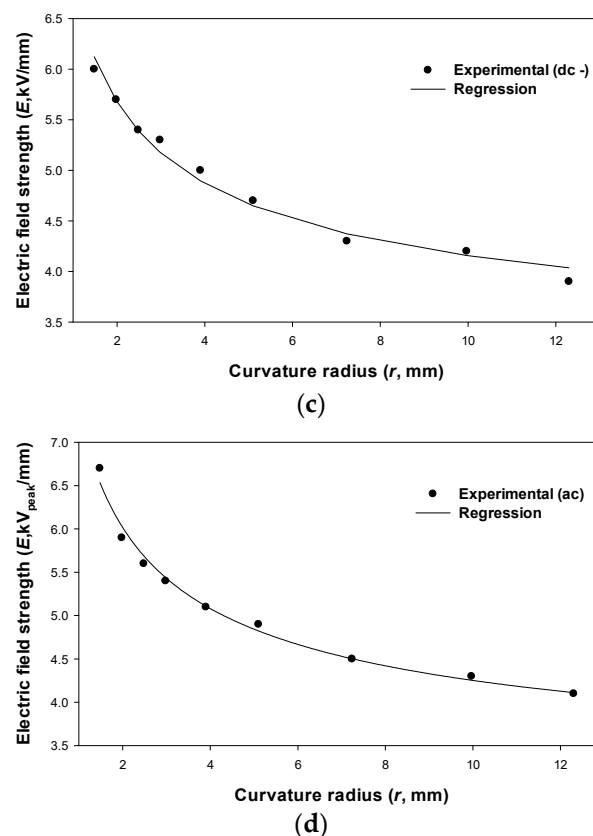 6.5
6.0
5.5
5.0
4.5
4.0
3.5
Electric field strength (E,kV/mm)
Experimental (dc -)
Regression
2 4 6 8 10 12
Curvature radius (r, mm)
(c)
7.0
6.5
6.0
5.5
5.0
4.5
4.0
3.5
Electric field strength (E,kVpeak/mm)
Experimental (ac)
Regression
2 4 6 8 10 12
Curvature radius (r, mm)
(d)